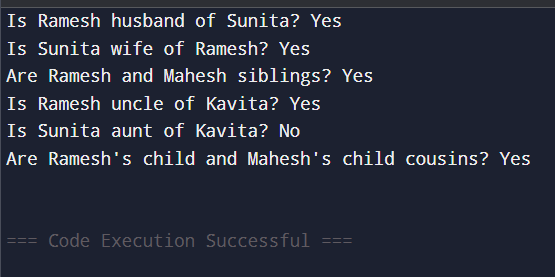 Is Ramesh husband of Sunita? Yes
Is Sunita wife of Ramesh? Yes
Are Ramesh and Mahesh siblings? Yes
Is Ramesh uncle of Kavita? Yes
Is Sunita aunt of Kavita? No
Are Ramesh's child and Mahesh's child cousins? Yes
=== Code Execution Successful ===